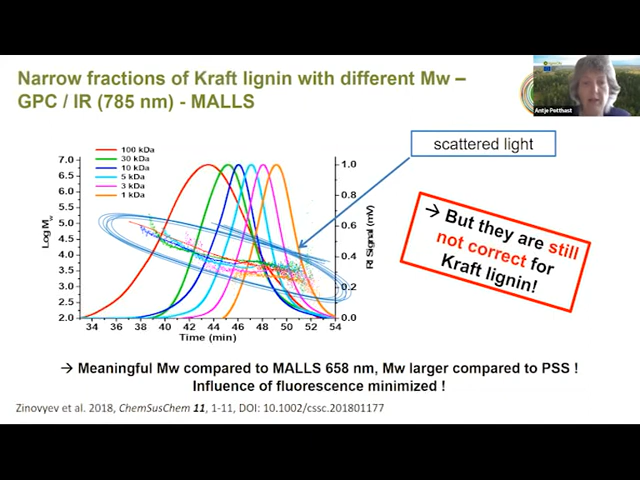 Narrow fractions of Kraft lignin with different Mw –
GPC / IR (785 nm) - MALLS
Antje Potthast
scattered light
100 kDa
30 kDa
10 kDa
5 kDa
3 kDa
1 kDa
7.0
6.5
6.0
5.5
5.0
4.5
4.0
3.5
3.0
2.5
2.0
Log Mw
1.0
0.8
0.6
0.4
0.2
0.0
RI Signal (mV)
34 36 38 40 42 44 46 48 50 52 54
Time (min)
→ But they are still
not correct for
Kraft lignin!
→ Meaningful Mw compared to MALLS 658 nm, Mw larger compared to PSS !
Influence of fluorescence minimized !
Zinovyev et al. 2018, ChemSusChem 11, 1-11, DOI: 10.1002/cssc.201801177